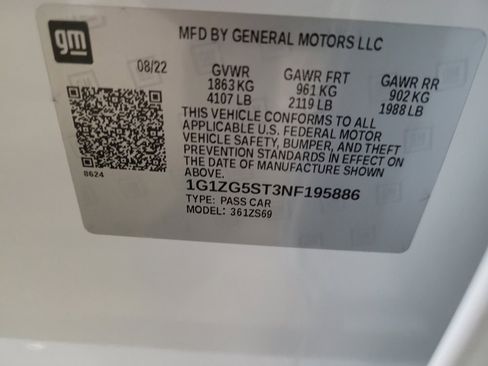 gm
MFD BY GENERAL MOTORS LLC
08/22 GVWR GAWR FRT GAWR RR
1863 KG 961 KG 902 KG
4107 LB 2119 LB 1988 LB
THIS VEHICLE CONFORMS TO ALL
APPLICABLE U.S. FEDERAL MOTOR
VEHICLE SAFETY, BUMPER, AND THEFT
PREVENTION STANDARDS IN EFFECT ON
THE DATE OF MANUFACTURE SHOWN
ABOVE.
8624
1G1ZG5ST3NF195886
TYPE: PASS CAR
MODEL: 361ZS69